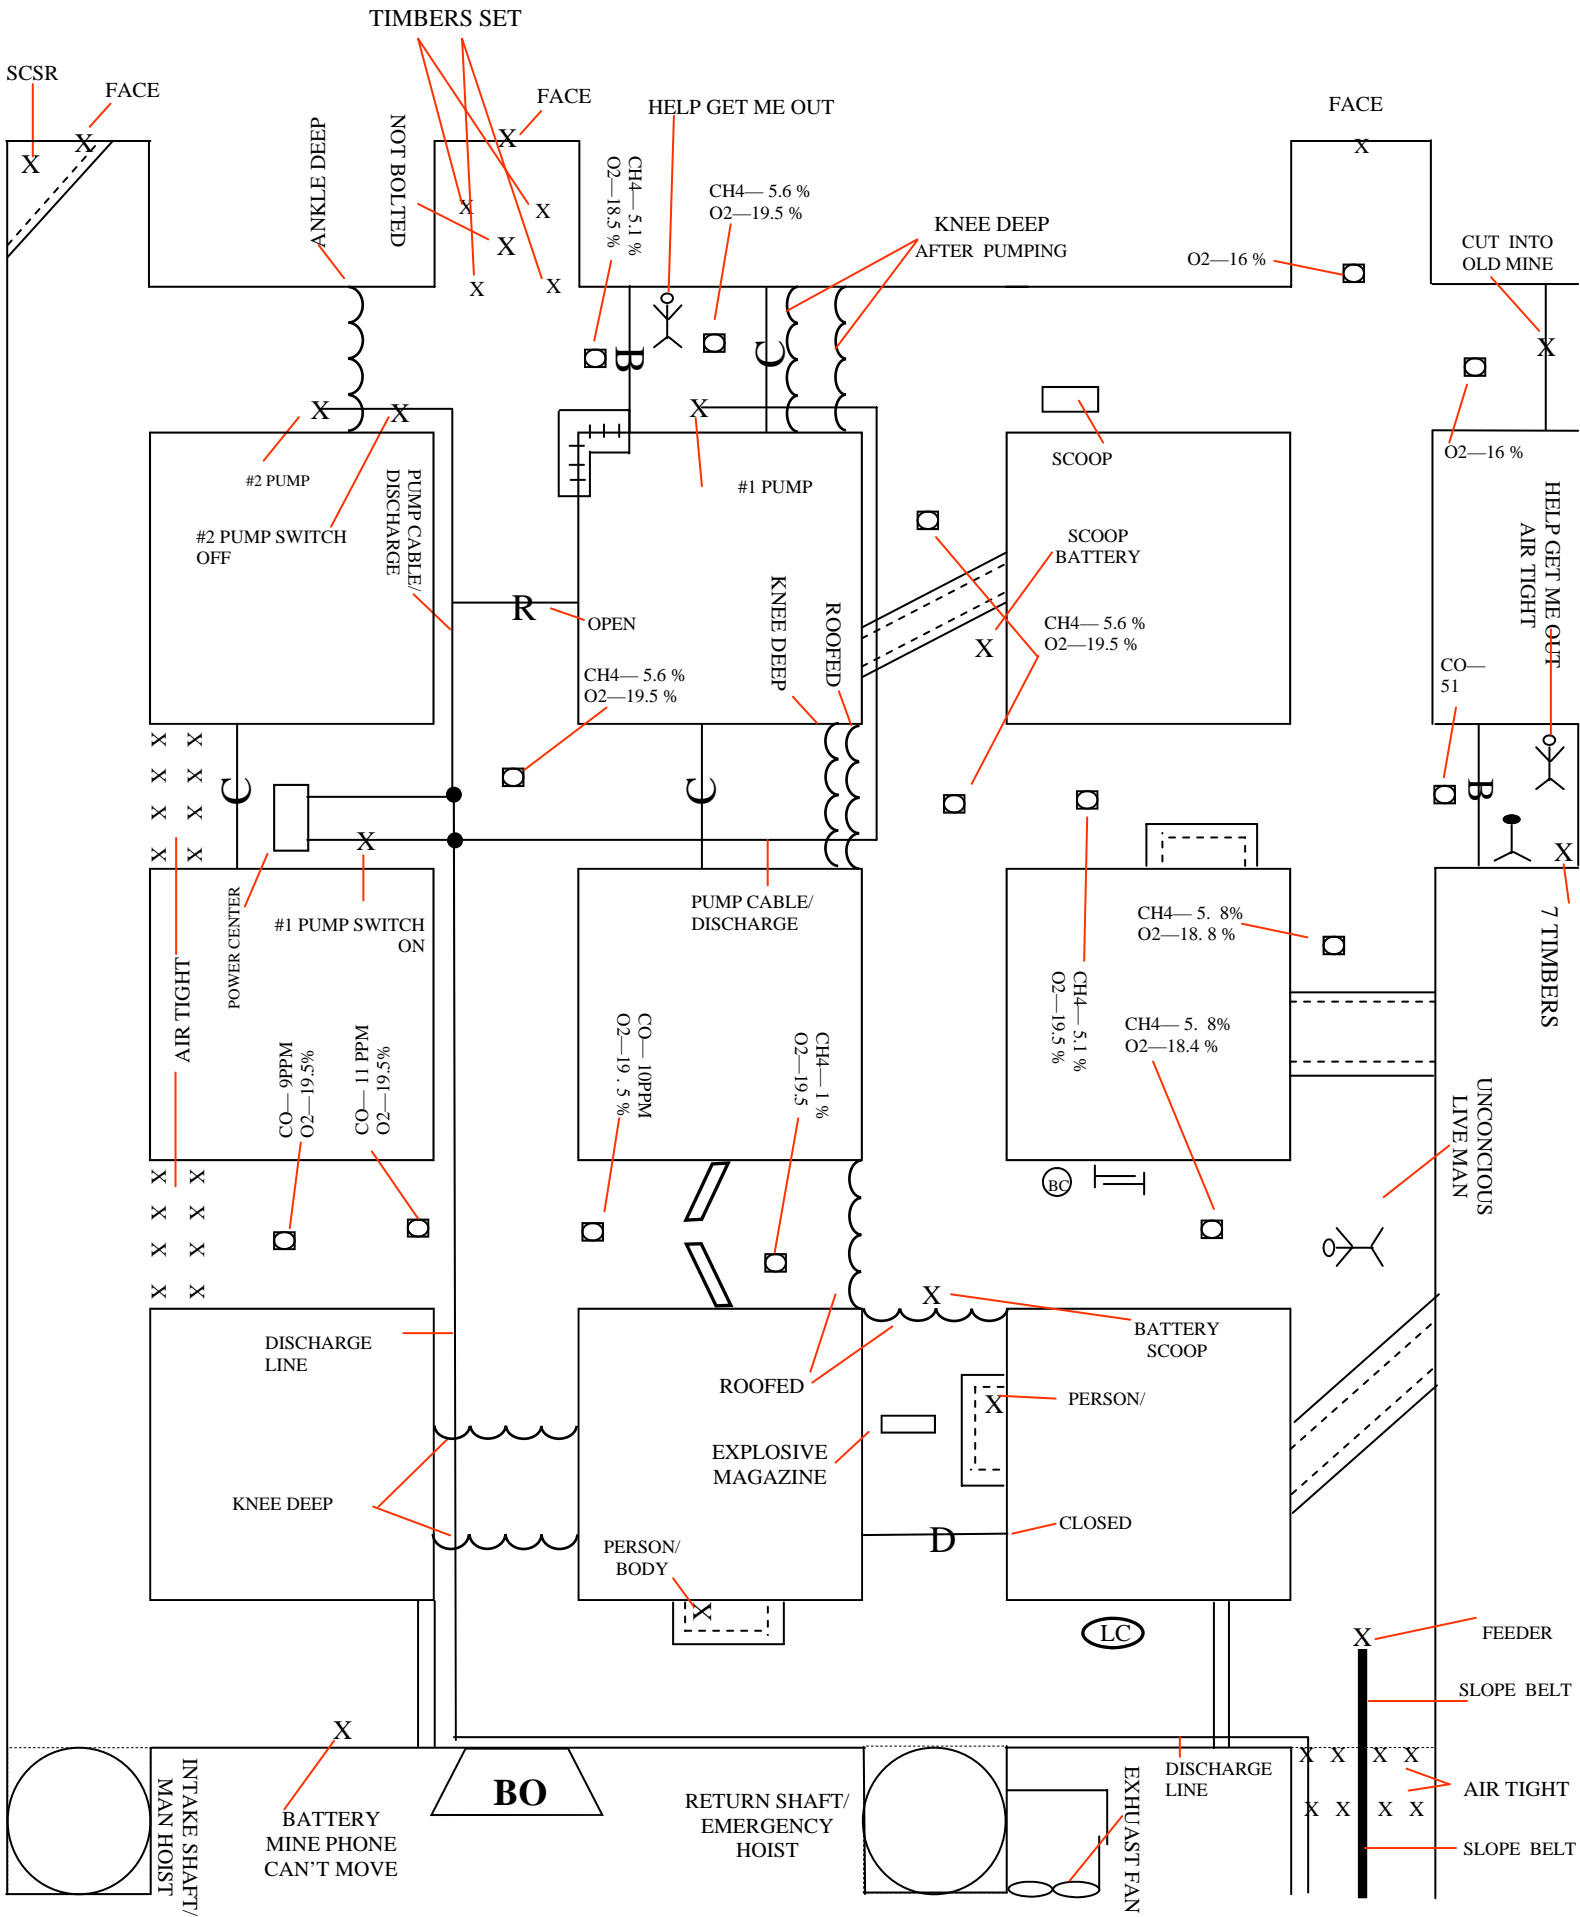 TIMBERS SET
SCSR
FACE
FACE
HELP GET ME OUT
FACE
X
X
X
X
ANKLE DEEP
NOT BOLTED
CH4— 5.1 %
O2—18.5 %
CH4— 5.6 %
O2—19.5 %
KNEE DEEP
AFTER PUMPING
O2—16 %
CUT INTO
OLD MINE
X
X
X
X
X
B
C
X
X
X
X
#2 PUMP
#2 PUMP SWITCH
OFF
PUMP CABLE/
DISCHARGE
#1 PUMP
SCOOP
O2—16 %
SCOOP
BATTERY
HELP GET ME OUT
AIR TIGHT
R
OPEN
KNEE DEEP
ROOFED
X
CH4— 5.6 %
O2—19.5 %
CH4— 5.6 %
O2—19.5 %
CO—
51
X X
X X
X X
X X
C
C
B
X
X
POWER CENTER
#1 PUMP SWITCH
ON
PUMP CABLE/
DISCHARGE
CH4— 5. 8%
O2—18. 8 %
7 TIMBERS
AIR TIGHT
CO— 9PPM
O2—19.5%
CO— 11 PPM
O2—19.5%
CO— 10PPM
O2—19 . 5 %
CH4— 1 %
O2—19.5
CH4— 5.1 %
O2—19.5 %
CH4— 5. 8%
O2—18.4 %
UNCONCIOUS
LIVE MAN
X X
X X
X X
X X
BC
X
DISCHARGE
LINE
BATTERY
SCOOP
ROOFED
X
PERSON/
EXPLOSIVE
MAGAZINE
KNEE DEEP
D
CLOSED
PERSON/
BODY
X
LC
X
FEEDER
SLOPE BELT
X
INTAKE SHAFT/
MAN HOIST
BATTERY
MINE PHONE
CAN'T MOVE
BO
RETURN SHAFT/
EMERGENCY
HOIST
EXHUAST FAN
DISCHARGE
LINE
X X X X
X X X X
AIR TIGHT
SLOPE BELT